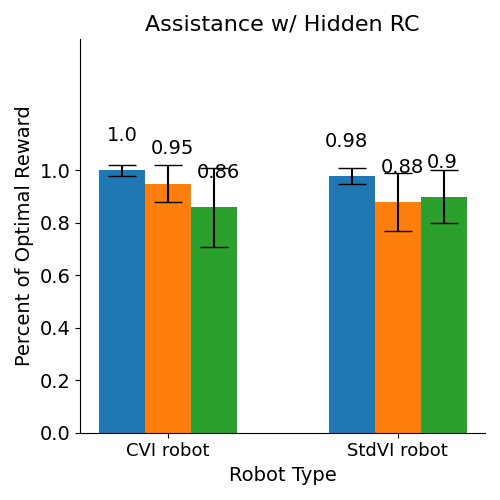 Assistance w/ Hidden RC
Percent of Optimal Reward
1.0
0.8
0.6
0.4
0.2
0.0
1.0
0.95
0.86
0.98
0.88
0.9
CVI robot
StdVI robot
Robot Type